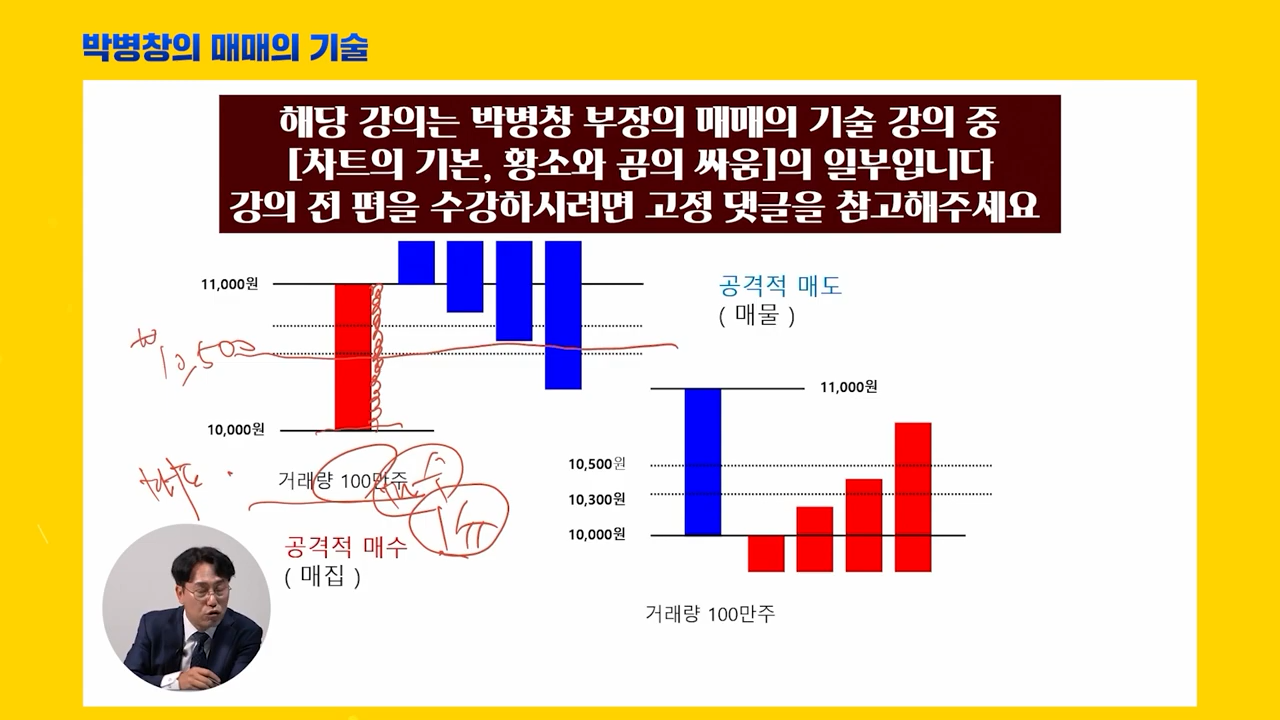 박병창의 매매의 기술
해당 강의는 박병창 부장의 매매의 기술 강의 중
[차트의 기본, 황소와 곰의 싸움]의 일부입니다
강의 전 편을 수강하시려면 고정 댓글을 참고해주세요
11,000원
공격적 매도
( 매물 )
₩10,500
11,000원
10,000원
10,500원
10,300원
10,000원
거래량 100만주
공격적 매수
( 매집 )
거래량 100만주